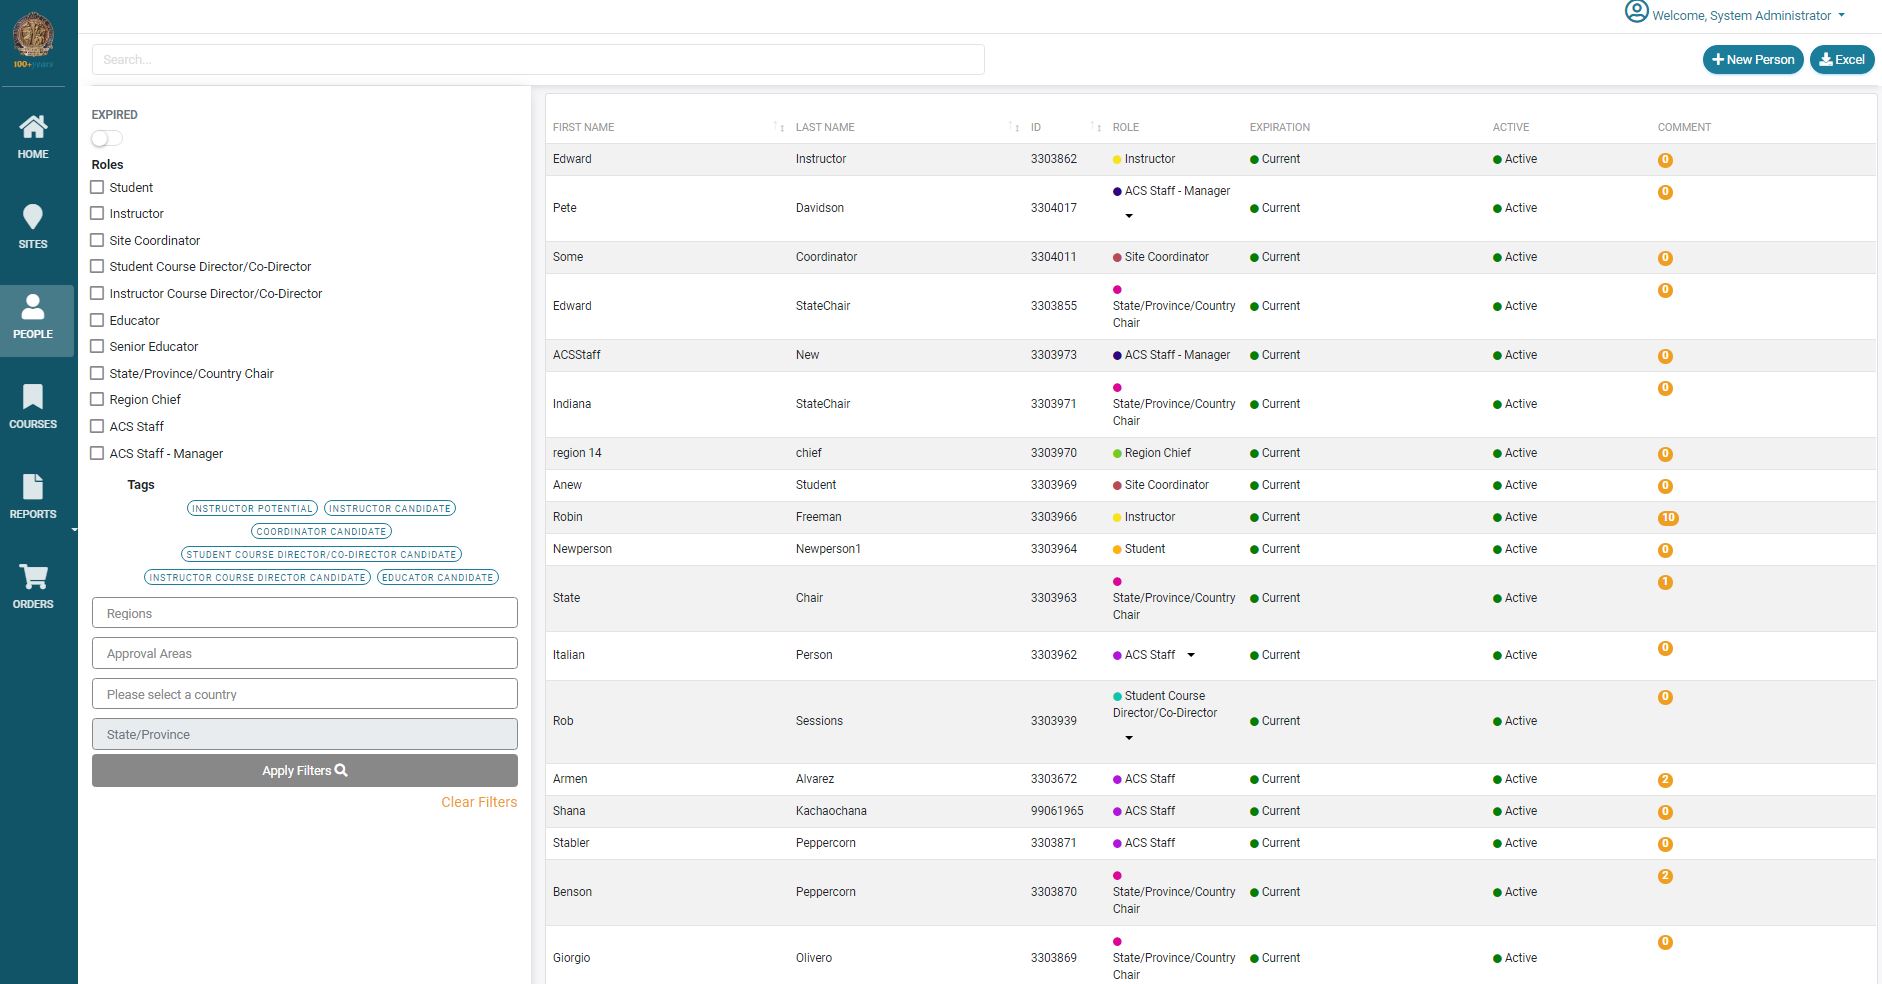 100+years
Welcome, System Administrator
Search...
New Person
Excel
HOME
SITES
PEOPLE
COURSES
REPORTS
ORDERS
EXPIRED
Roles
Student
Instructor
Site Coordinator
Student Course Director/Co-Director
Instructor Course Director/Co-Director
Educator
Senior Educator
State/Province/Country Chair
Region Chief
ACS Staff
ACS Staff - Manager
Tags
INSTRUCTOR POTENTIAL INSTRUCTOR CANDIDATE
COORDINATOR CANDIDATE
STUDENT COURSE DIRECTOR/CO-DIRECTOR CANDIDATE
INSTRUCTOR COURSE DIRECTOR CANDIDATE EDUCATOR CANDIDATE
Regions
Approval Areas
Please select a country
State/Province
Apply Filters
Clear Filters
FIRST NAME LAST NAME ID ROLE EXPIRATION ACTIVE COMMENT
Edward Instructor 3303862 Instructor Current Active 0
Pete Davidson 3304017 ACS Staff - Manager Current Active 0
Some Coordinator 3304011 Site Coordinator Current Active 0
Edward StateChair 3303855 State/Province/Country Current Active 0
Chair
ACSStaff New 3303973 ACS Staff - Manager Current Active 0
Indiana StateChair 3303971 State/Province/Country Current Active 0
Chair
region 14 chief 3303970 Region Chief Current Active 0
Anew Student 3303969 Site Coordinator Current Active 0
Robin Freeman 3303966 Instructor Current Active 10
Newperson Newperson1 3303964 Student Current Active 0
State Chair 3303963 State/Province/Country Current Active 1
Chair
Italian Person 3303962 ACS Staff Current Active 0
Student Course
Director/Co-Director
Rob Sessions 3303939 Current Active 0
Armen Alvarez 3303672 ACS Staff Current Active 2
Shana Kachaochana 99061965 ACS Staff Current Active 0
Stabler Peppercorn 3303871 ACS Staff Current Active 0
Benson Peppercorn 3303870 State/Province/Country Current Active 2
Chair
Giorgio Olivero 3303869 State/Province/Country Current Active 0
Chair